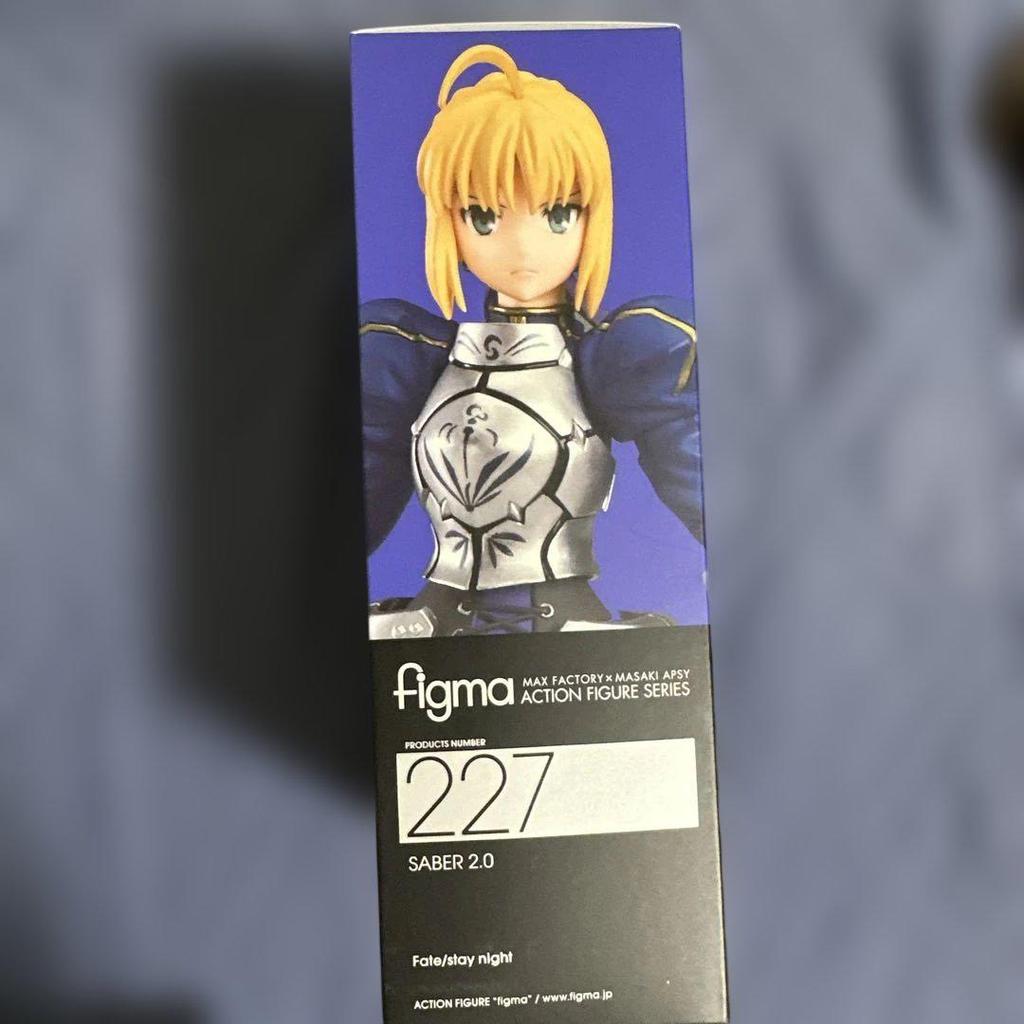 figma MAX FACTORY × MASAKI APSY
ACTION FIGURE SERIES
PRODUCTS NUMBER
227
SABER 2.0
Fate/stay night
ACTION FIGURE "figma" / www.figma.jp